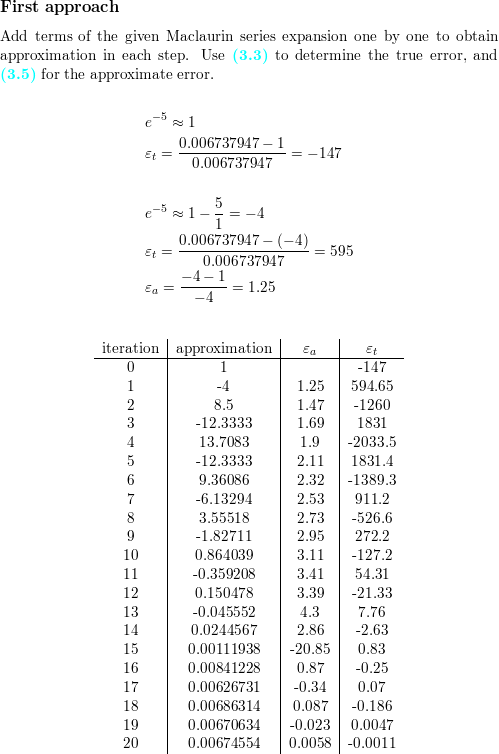 First approach
Add terms of the given Maclaurin series expansion one by one to obtain
approximation in each step. Use (3.3) to determine the true error, and
(3.5) for the approximate error.
e^{-5} ≈ 1
ε_t = \frac{0.006737947 - 1}{0.006737947} = -147
e^{-5} ≈ 1 - \frac{5}{1} = -4
ε_t = \frac{0.006737947 - (-4)}{0.006737947} = 595
ε_a = \frac{-4 - 1}{-4} = 1.25
iteration approximation ε_a ε_t
0 1 -147
1 -4 1.25 594.65
2 8.5 1.47 -1260
3 -12.3333 1.69 1831
4 13.7083 1.9 -2033.5
5 -12.3333 2.11 1831.4
6 9.36086 2.32 -1389.3
7 -6.13294 2.53 911.2
8 3.55518 2.73 -526.6
9 -1.82711 2.95 272.2
10 0.864039 3.11 -127.2
11 -0.359208 3.41 54.31
12 0.150478 3.39 -21.33
13 -0.045552 4.3 7.76
14 0.0244567 2.86 -2.63
15 0.00111938 -20.85 0.83
16 0.00841228 0.87 -0.25
17 0.00626731 -0.34 0.07
18 0.00686314 0.087 -0.186
19 0.00670634 -0.023 0.0047
20 0.00674554 0.0058 -0.0011